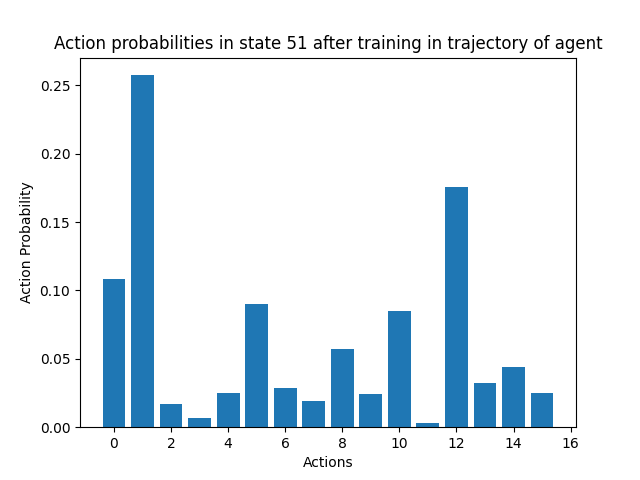 Action probabilities in state 51 after training in trajectory of agent
0.25
0.20
0.15
0.10
0.05
0.00
Action Probability
0 2 4 6 8 10 12 14 16
Actions